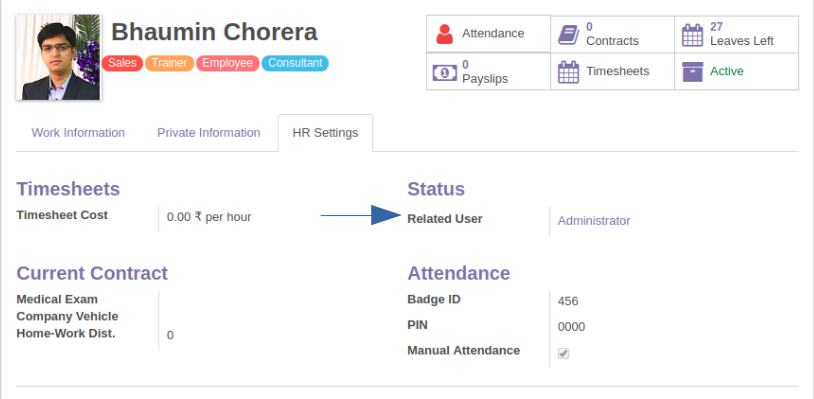 Bhaumin Chorera
Sales Trainer Employee Consultant
Attendance
0
Contracts
27
Leaves Left
0
Payslips
Timesheets
Active
Work Information Private Information HR Settings
Timesheets
Timesheet Cost 0.00 ₹ per hour
Status
Related User Administrator
Current Contract
Medical Exam
Company Vehicle
Home-Work Dist. 0
Attendance
Badge ID 456
PIN 0000
Manual Attendance